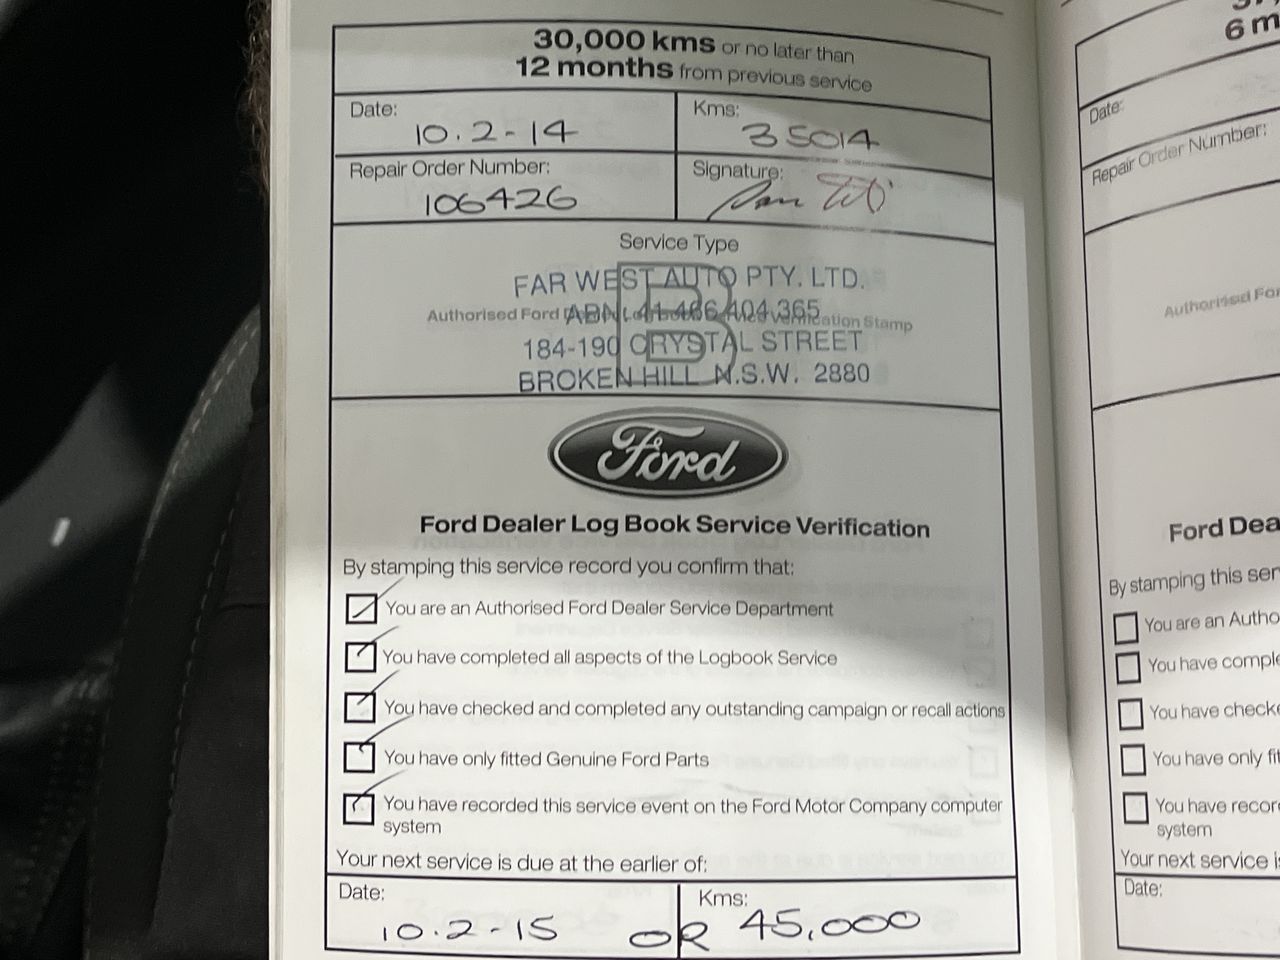 30,000 kms or no later than
12 months from previous service
Date:
10.2-14
Kms:
35014
Repair Order Number:
106426
Signature:
Service Type
B
FAR WEST AUTO PTY. LTD.
Authorised Ford Verification Stamp
ABN 41 486 404 365
184-190 CRYSTAL STREET
BROKEN HILL N.S.W. 2880
Ford
Ford Dealer Log Book Service Verification
By stamping this service record you confirm that:
You are an Authorised Ford Dealer Service Department
You have completed all aspects of the Logbook Service
You have checked and completed any outstanding campaign or recall actions
You have only fitted Genuine Ford Parts
You have recorded this service event on the Ford Motor Company computer
system
Your next service is due at the earlier of:
Date:
10.2-15
OR
Kms:
45,000
6 m
Date:
Repair Order Number:
Authorised For
Ford Dea
By stamping this ser
You are an Autho
You have comple
You have checke
You have only fit
You have recor
system
Your next service i
Date: